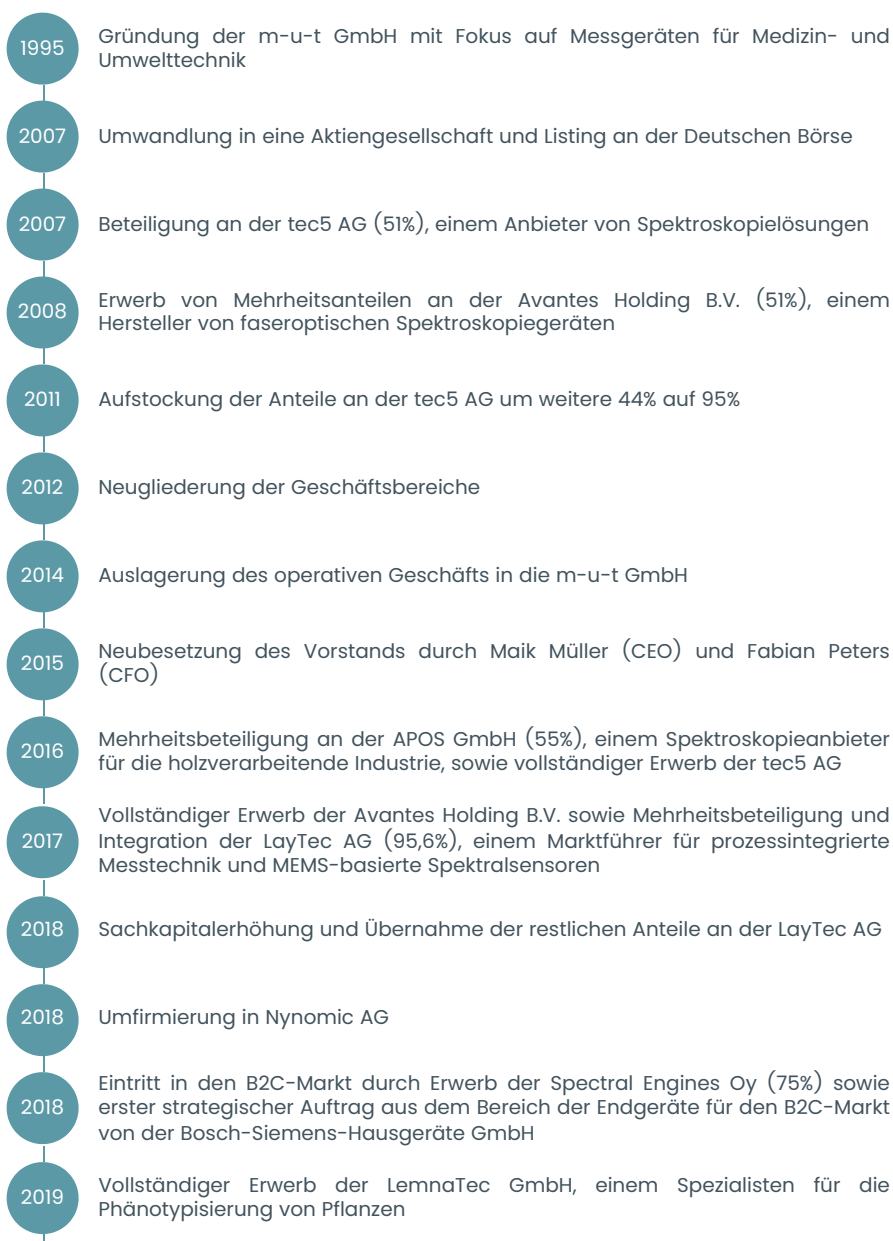 1995
Gründung der m-u-t GmbH mit Fokus auf Messgeräten für Medizin- und
Umwelttechnik
2007
Umwandlung in eine Aktiengesellschaft und Listing an der Deutschen Börse
2007
Beteiligung an der tec5 AG (51%), einem Anbieter von Spektroskopielösungen
2008
Erwerb von Mehrheitsanteilen an der Avantes Holding B.V. (51%), einem
Hersteller von faseroptischen Spektroskopiegeräten
2011
Aufstockung der Anteile an der tec5 AG um weitere 44% auf 95%
2012
Neugliederung der Geschäftsbereiche
2014
Auslagerung des operativen Geschäfts in die m-u-t GmbH
2015
Neubesetzung des Vorstands durch Maik Müller (CEO) und Fabian Peters
(CFO)
2016
Mehrheitsbeteiligung an der APOS GmbH (55%), einem Spektroskopieanbieter
für die holzverarbeitende Industrie, sowie vollständiger Erwerb der tec5 AG
2017
Vollständiger Erwerb der Avantes Holding B.V. sowie Mehrheitsbeteiligung und
Integration der LayTec AG (95,6%), einem Marktführer für prozessintegrierte
Messtechnik und MEMS-basierte Spektralsensoren
2018
Sachkapitalerhöhung und Übernahme der restlichen Anteile an der LayTec AG
2018
Umfirmierung in Nynomic AG
2018
Eintritt in den B2C-Markt durch Erwerb der Spectral Engines Oy (75%) sowie
erster strategischer Auftrag aus dem Bereich der Endgeräte für den B2C-Markt
von der Bosch-Siemens-Hausgeräte GmbH
2019
Vollständiger Erwerb der LemnaTec GmbH, einem Spezialisten für die
Phänotypisierung von Pflanzen